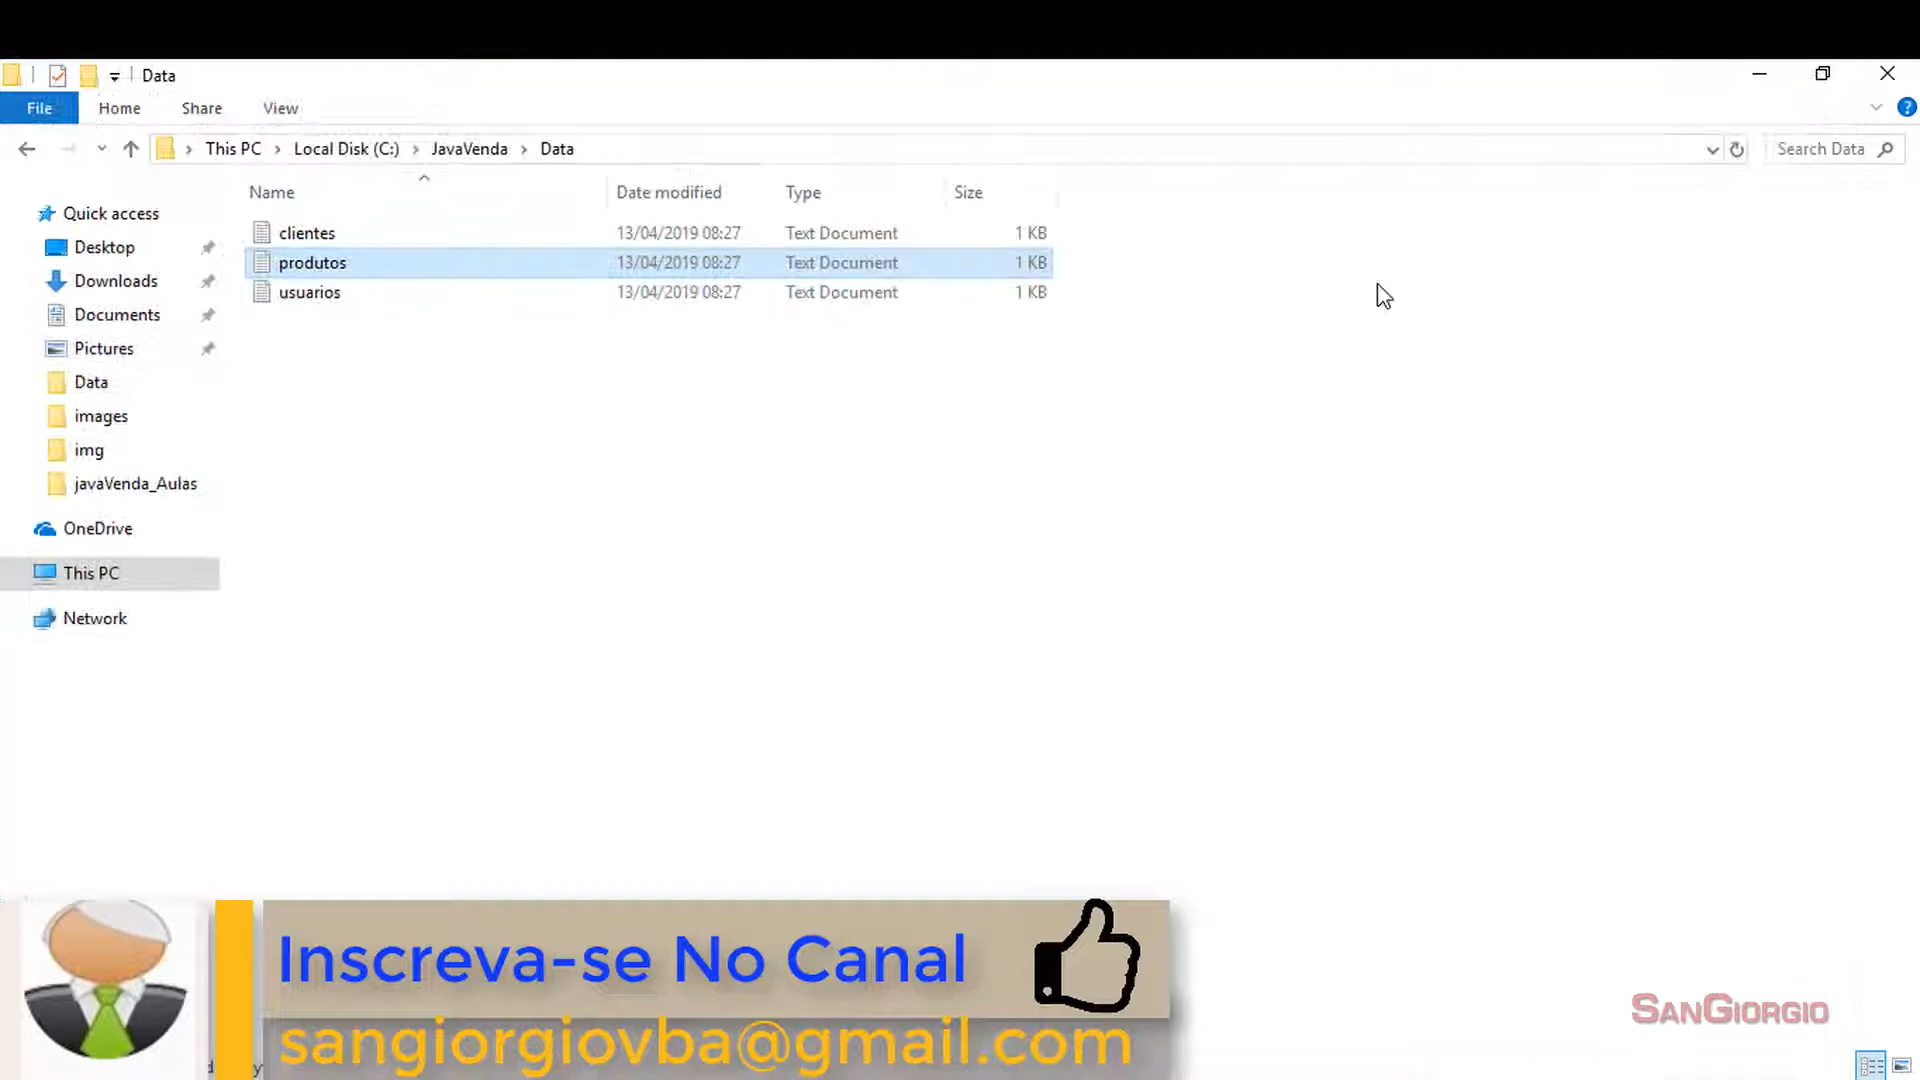 Data
File Home Share View
This PC Local Disk (C:) JavaVenda Data
Search Data
Name Date modified Type Size
clientes 13/04/2019 08:27 Text Document 1 KB
produtos 13/04/2019 08:27 Text Document 1 KB
usuarios 13/04/2019 08:27 Text Document 1 KB
Quick access
Desktop
Downloads
Documents
Pictures
Data
images
img
javaVenda_Aulas
OneDrive
This PC
Network
Inscreva-se No Canal
sangiorgiovba@gmail.com
SANGIORGIO